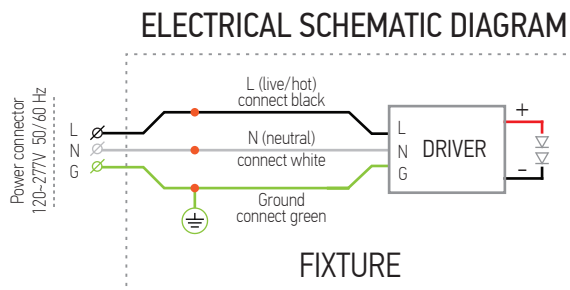 ELECTRICAL SCHEMATIC DIAGRAM
Power connector
120~277V 50/60 Hz
L
N
G
L (live/hot)
connect black
N (neutral)
connect white
Ground
connect green
L
N
G
DRIVER
+
-
FIXTURE